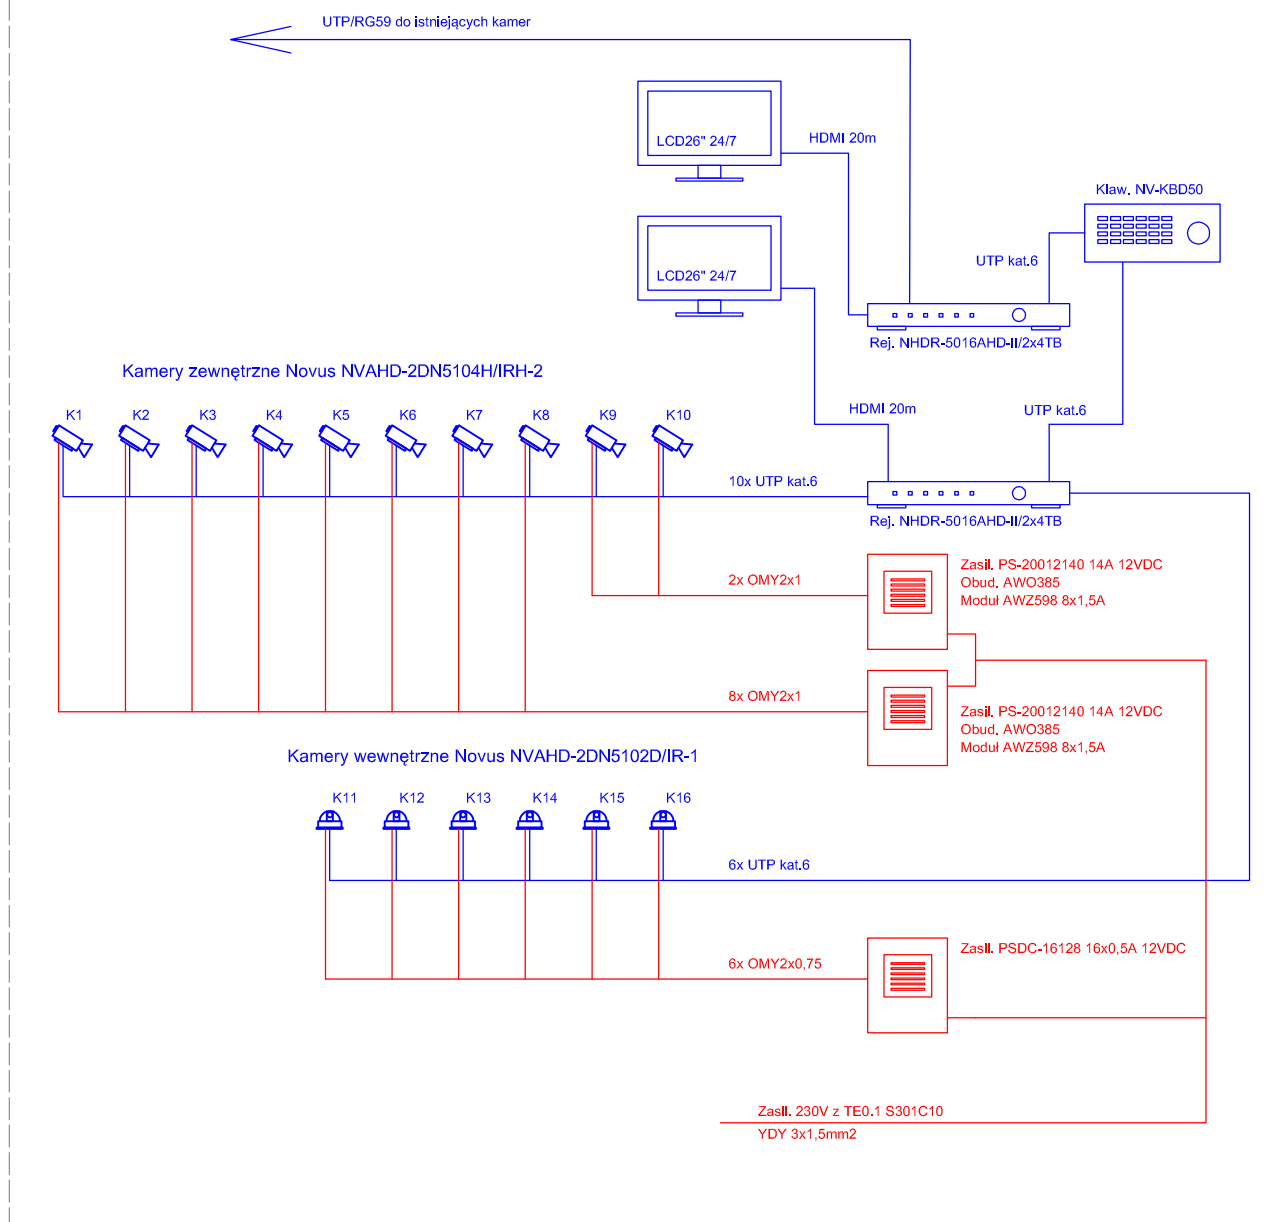 UTP/RG59 do istniejących kamer
LCD26" 24/7
HDMI 20m
Klaw. NV-KBD50
UTP kat.6
LCD26" 24/7
Rej. NHDR-5016AHD-II/2x4TB
Kamery zewnętrzne Novus NVAHD-2DN5104H/IRH-2
HDMI 20m
UTP kat.6
K1 K2 K3 K4 K5 K6 K7 K8 K9 K10
10x UTP kat.6
Rej. NHDR-5016AHD-II/2x4TB
2x OMY2x1
Zasil. PS-20012140 14A 12VDC
Obud. AWO385
Moduł AWZ598 8x1,5A
8x OMY2x1
Zasil. PS-20012140 14A 12VDC
Obud. AWO385
Moduł AWZ598 8x1,5A
Kamery wewnętrzne Novus NVAHD-2DN5102D/IR-1
K11 K12 K13 K14 K15 K16
6x UTP kat.6
6x OMY2x0,75
Zasil. PSDC-16128 16x0,5A 12VDC
Zasil. 230V z TE0.1 S301C10
YDY 3x1,5mm2